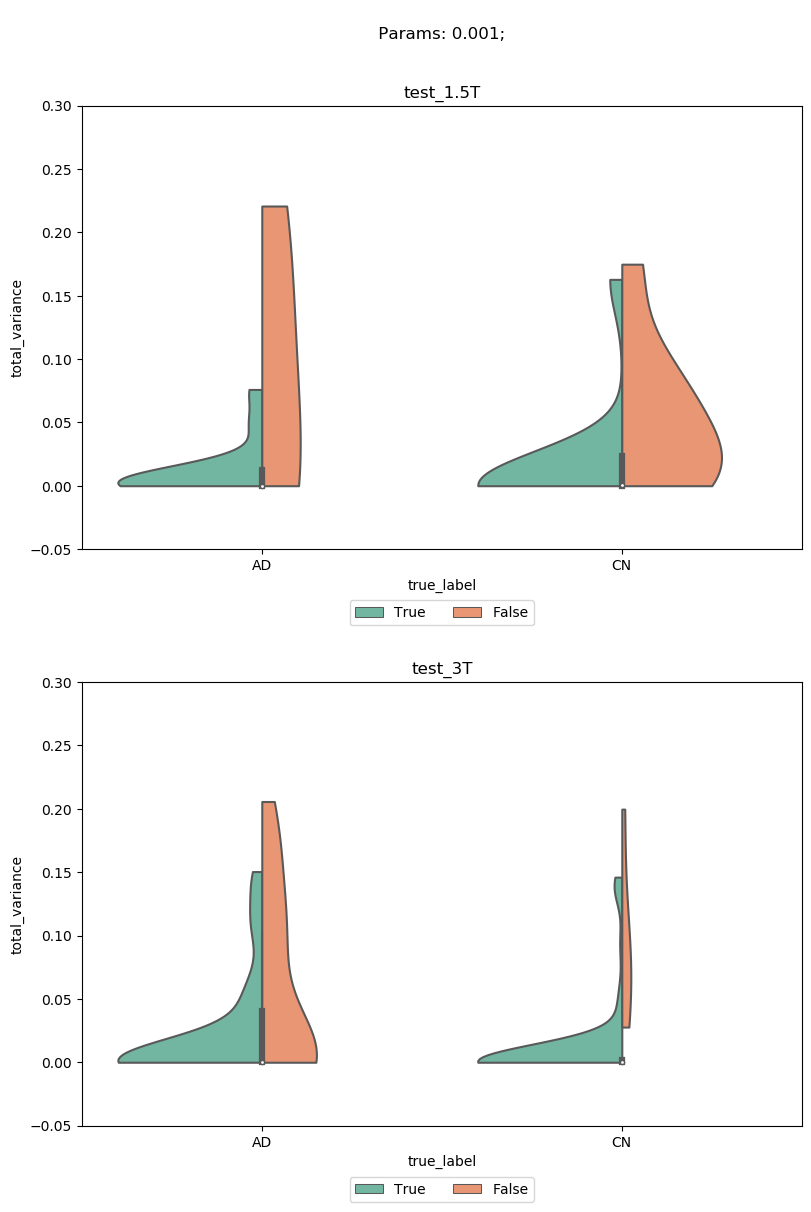 Params: 0.001;
test_1.5T
0.30
0.25
0.20
0.15
0.10
0.05
0.00
−0.05
total_variance
AD CN
true_label
True False
test_3T
0.30
0.25
0.20
0.15
0.10
0.05
0.00
−0.05
total_variance
AD CN
true_label
True False